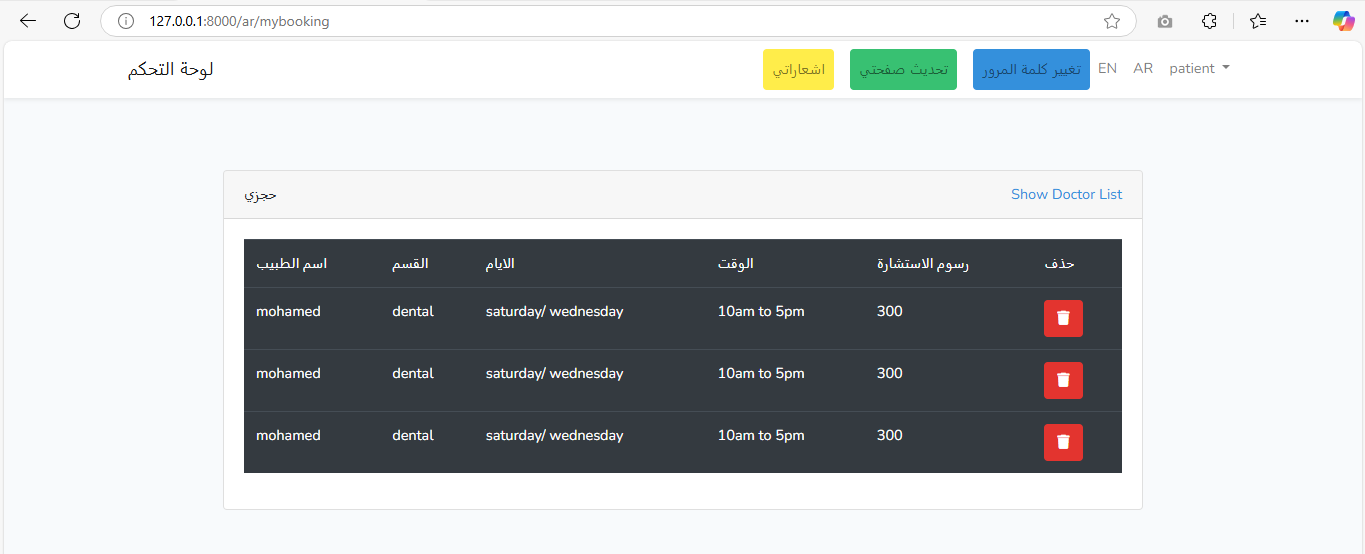 127.0.0.1:8000/ar/mybooking
لوحة التحكم
اشعاراتي
تحديث صفحتي
تغيير كلمة المرور
EN
AR
patient
حجزي
Show Doctor List
اسم الطبيب
القسم
الايام
الوقت
رسوم الاستشارة
حذف
mohamed
dental
saturday/ wednesday
10am to 5pm
300
mohamed
dental
saturday/ wednesday
10am to 5pm
300
mohamed
dental
saturday/ wednesday
10am to 5pm
300